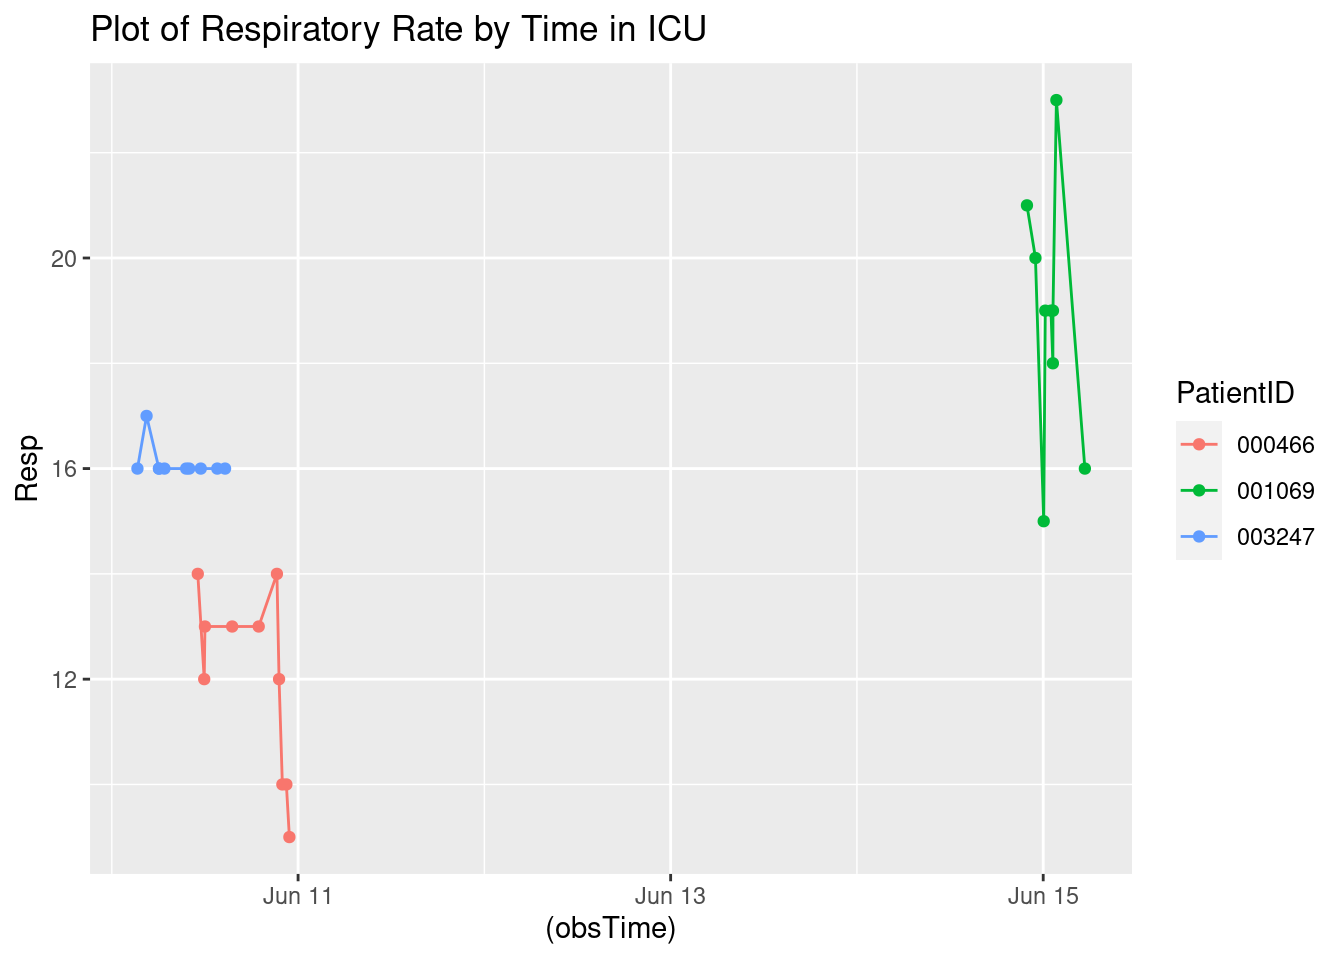 Plot of Respiratory Rate by Time in ICU
20
16
12
Resp
Jun 11
Jun 13
Jun 15
(obsTime)
PatientID
000466
001069
003247